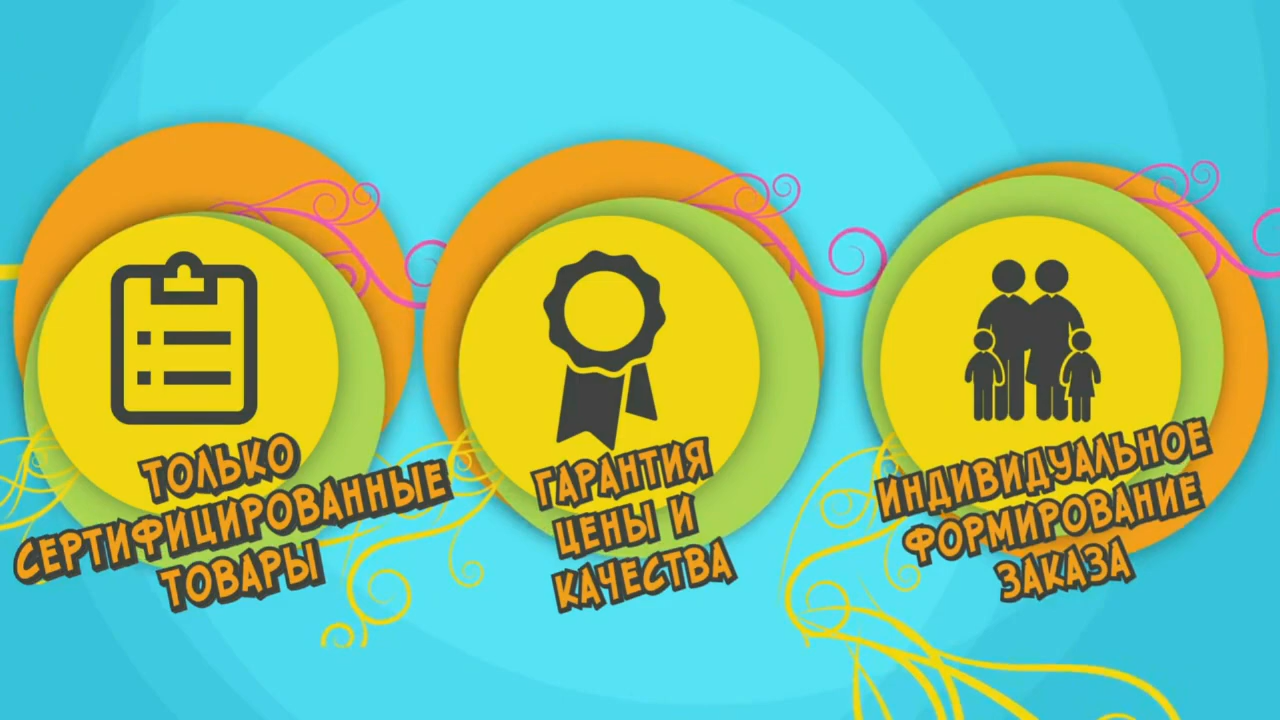 ТОЛЬКО
СЕРТИФИЦИРОВАННЫЕ
ТОВАРЫ
ГАРАНТИЯ
ЦЕНЫ И
КАЧЕСТВА
ИНДИВИДУАЛЬНОЕ
ФОРМИРОВАНИЕ
ЗАКАЗА